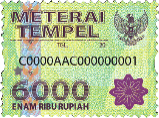 METERAI
TEMPEL
TGL. 20
C0000AAC000000001
6000
ENAM RIBU RUPIAH